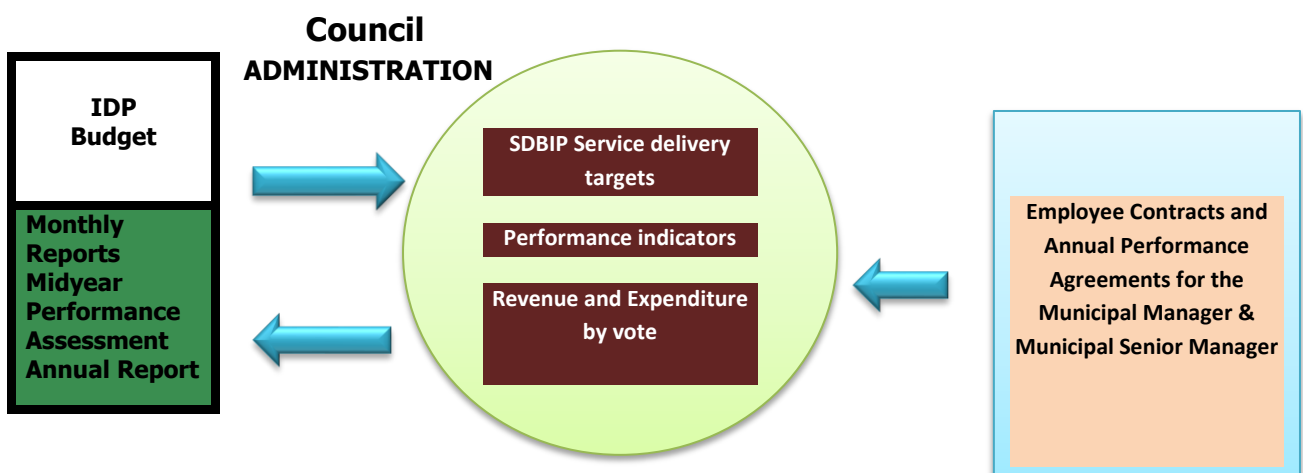 Council
ADMINISTRATION
IDP
Budget
Monthly
Reports
Midyear
Performance
Assessment
Annual Report
SDBIP Service delivery
targets
Performance indicators
Revenue and Expenditure
by vote
Employee Contracts and
Annual Performance
Agreements for the
Municipal Manager &
Municipal Senior Manager